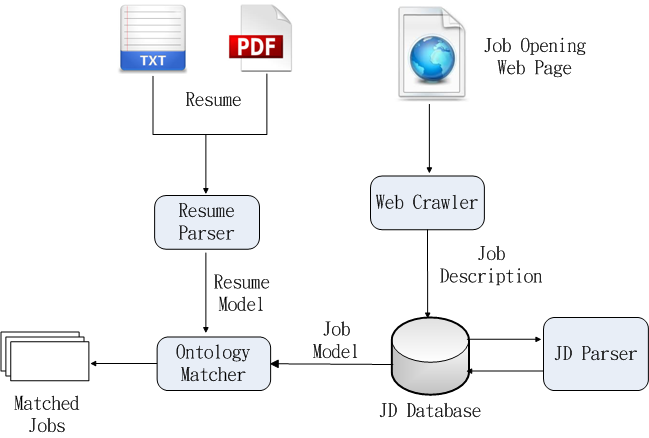 TXT
PDF
Resume
Job Opening
Web Page
Resume
Parser
Web Crawler
Resume
Model
Job
Description
Ontology
Matcher
Job
Model
JD Database
JD Parser
Matched
Jobs